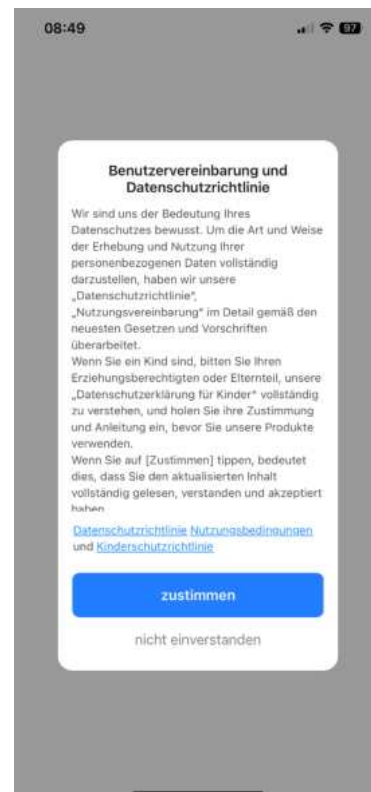 08:49
97
Benutzervereinbarung und
Datenschutzrichtlinie
Wir sind uns der Bedeutung Ihres
Datenschutzes bewusst. Um die Art und Weise
der Erhebung und Nutzung Ihrer
personenbezogenen Daten vollständig
darzustellen, haben wir unsere
„Datenschutzrichtlinie",
„Nutzungsvereinbarung" im Detail gemäß den
neuesten Gesetzen und Vorschriften
überarbeitet.
Wenn Sie ein Kind sind, bitten Sie Ihren
Erziehungsberechtigten oder Elternteil, unsere
„Datenschutzerklärung für Kinder" vollständig
zu verstehen, und holen Sie ihre Zustimmung
und Anleitung ein, bevor Sie unsere Produkte
verwenden.
Wenn Sie auf [Zustimmen] tippen, bedeutet
dies, dass Sie den aktualisierten Inhalt
vollständig gelesen, verstanden und akzeptiert
haben
Datenschutzrichtlinie Nutzungsbedingungen
und Kinderschutzrichtlinie
zustimmen
nicht einverstanden